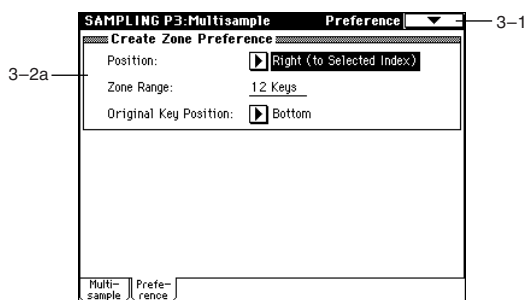 SAMPLING P3:Multisample Preference
3–1
Create Zone Preference
3–2a
Position: Right (to Selected Index)
Zone Range: 12 Keys
Original Key Position: Bottom
Multi- Prefe-
sample rence